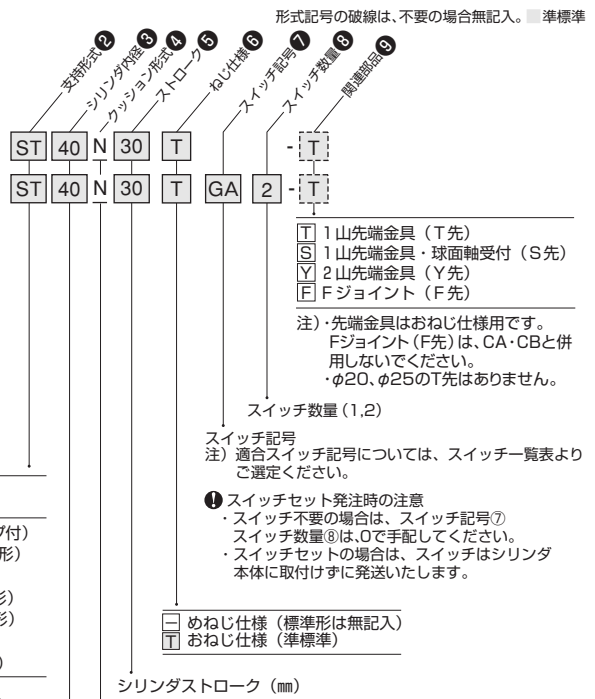 形式記号の破線は、不要の場合無記入。 準標準
支持形式❷
シリンダ内径❸
クッション形式❹
ストローク❺
ねじ仕様❻
スイッチ記号❼
スイッチ数量❽
関連部品❾
ST 40 N 30 T - T
ST 40 N 30 T GA 2 - T
T 1山先端金具（T先）
S 1山先端金具・球面軸受付（S先）
Y 2山先端金具（Y先）
F Fジョイント（F先）
注）・先端金具はおねじ仕様用です。
Fジョイント（F先）は、CA・CBと併
用しないでください。
・φ20、φ25のT先はありません。
スイッチ数量（1,2）
スイッチ記号
注）適合スイッチ記号については、スイッチ一覧表より
ご選定ください。
スイッチセット発注時の注意
・スイッチ不要の場合は、スイッチ記号⑦
スイッチ数量⑧は、0で手配してください。
・スイッチセットの場合は、スイッチはシリンダ
本体に取付けずに発送いたします。
付）
形）
形）
形）
）
－ めねじ仕様（標準形は無記入）
T おねじ仕様（準標準）
シリンダストローク（㎜）